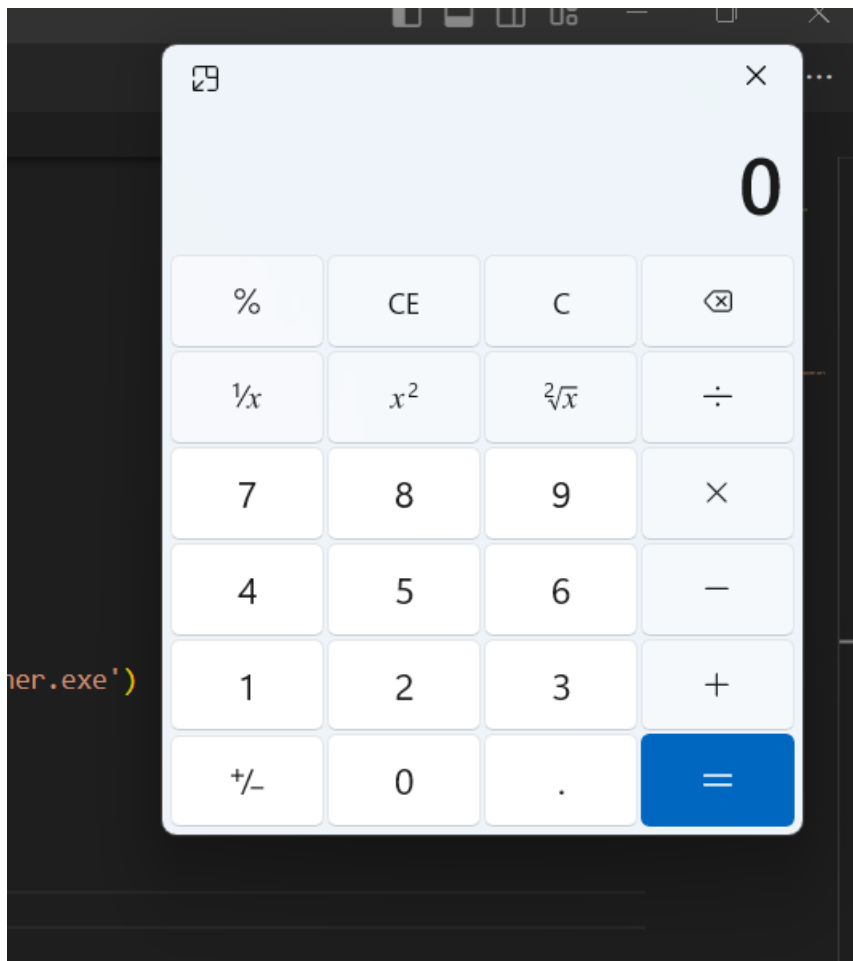 ...
0
% CE C
¹⁄x x² ²√x ÷
7 8 9 ×
4 5 6 −
ner.exe') 1 2 3 +
+/− 0 . =